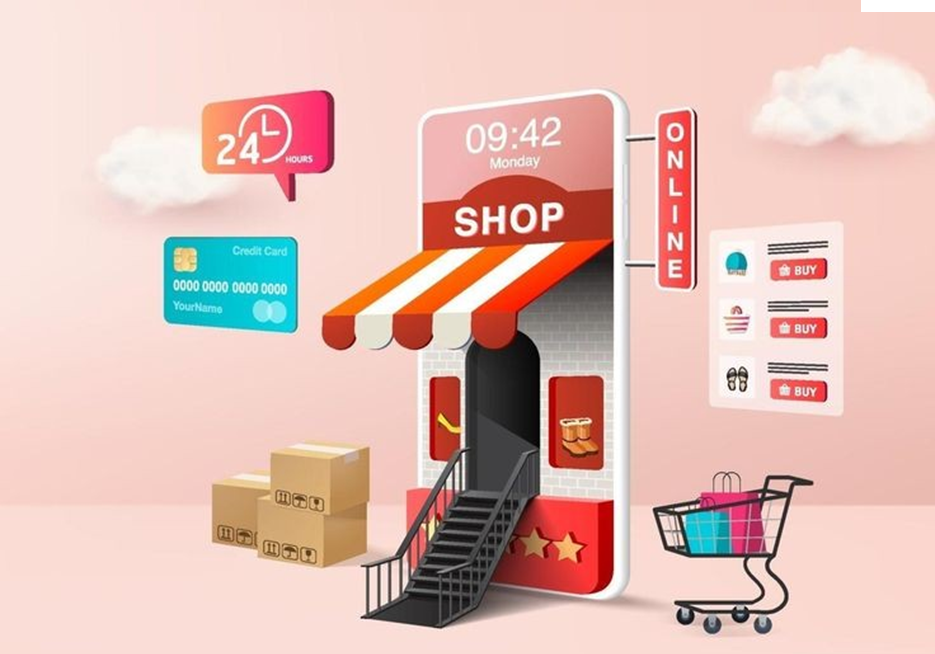 24 HOURS
09:42
Monday
SHOP
ONLINE
Credit Card
0000 0000 0000 0000
YourName
BUY
BUY
BUY